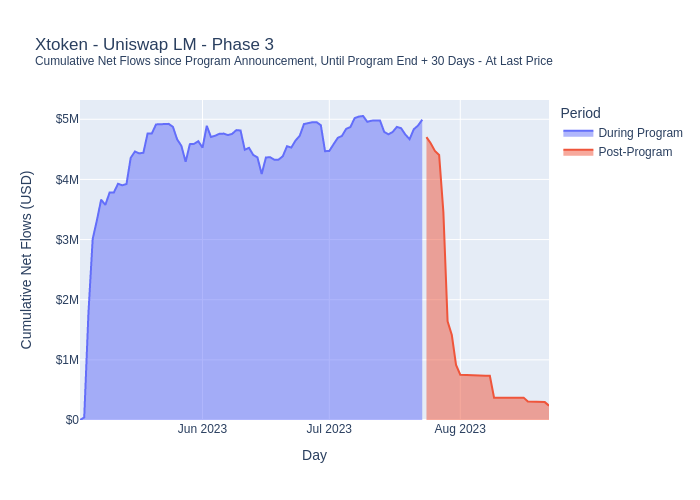 Xtoken - Uniswap LM - Phase 3
Cumulative Net Flows since Program Announcement, Until Program End + 30 Days - At Last Price
Period
During Program
Post-Program
Cumulative Net Flows (USD)
$5M
$4M
$3M
$2M
$1M
$0
Jun 2023
Jul 2023
Aug 2023
Day